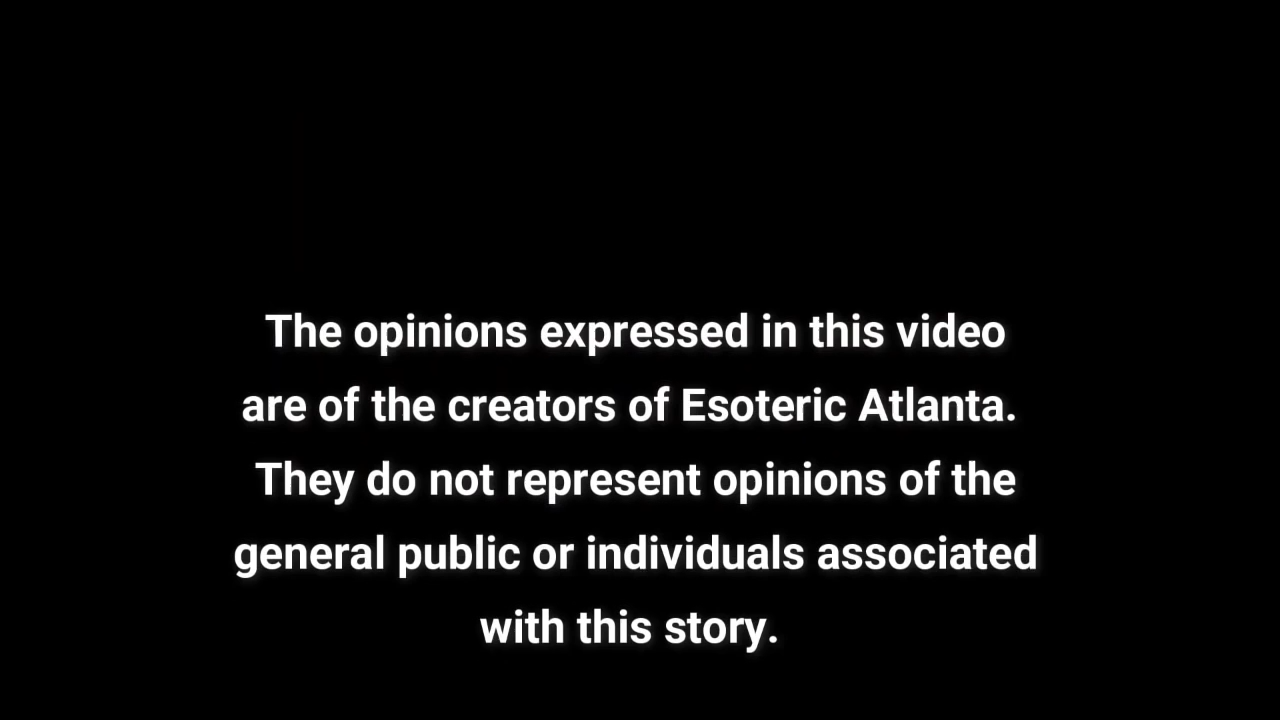 The opinions expressed in this video
are of the creators of Esoteric Atlanta.
They do not represent opinions of the
general public or individuals associated
with this story.